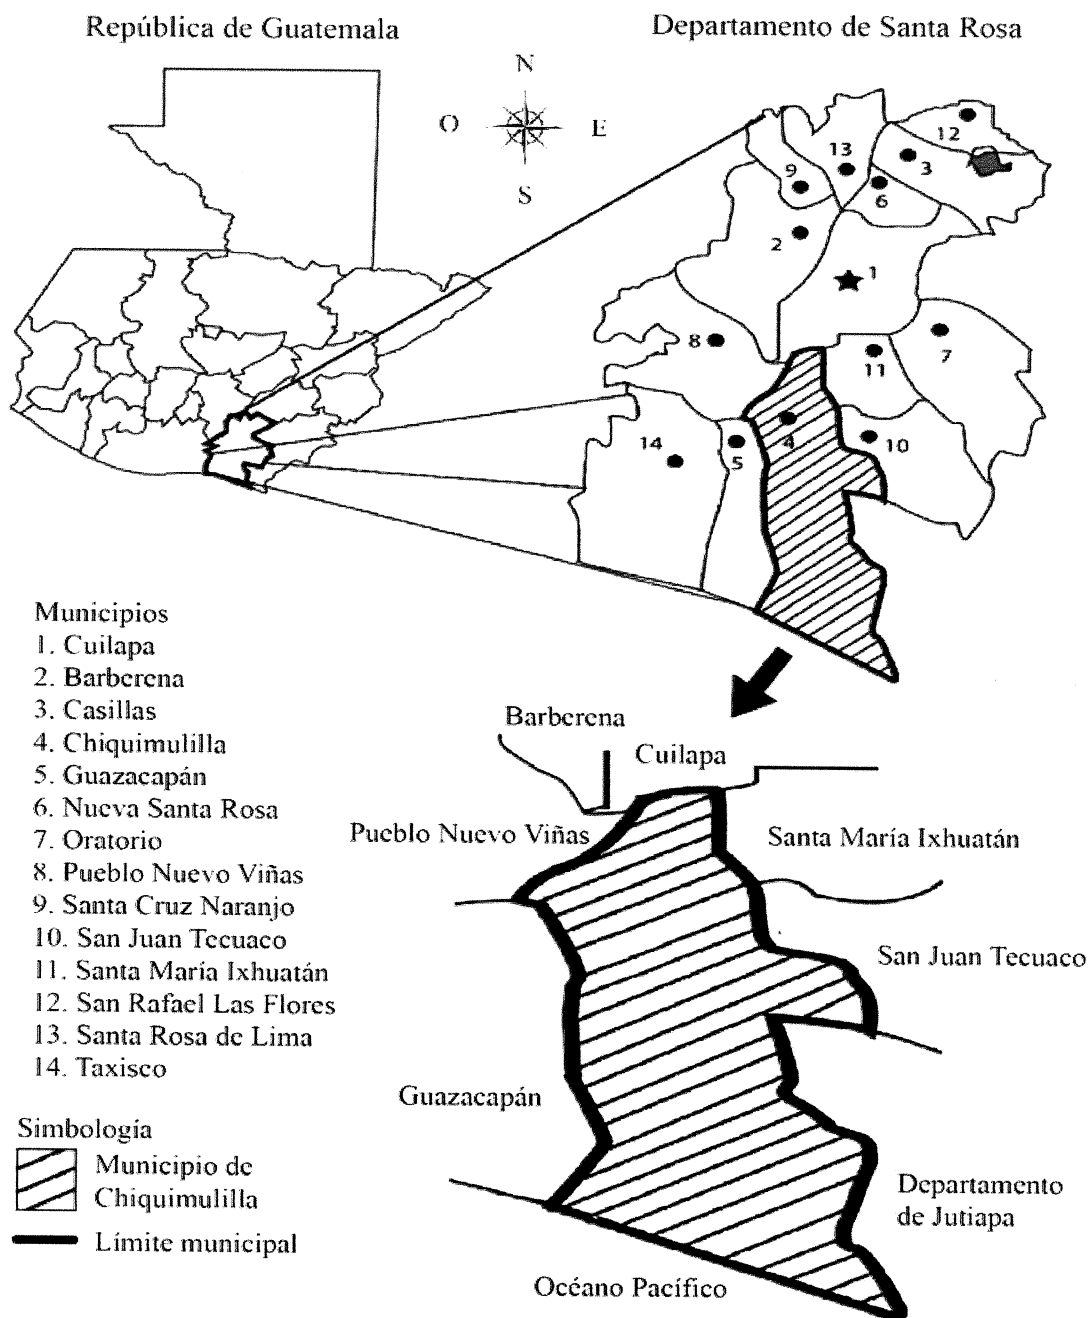 República de Guatemala
Departamento de Santa Rosa
N
O
E
S
12
13
3
9
6
2
1
8
7
11
4
14
5
10
Municipios
1. Cuilapa
2. Barberena
3. Casillas
4. Chiquimulilla
5. Guazacapán
6. Nueva Santa Rosa
7. Oratorio
8. Pueblo Nuevo Viñas
9. Santa Cruz Naranjo
10. San Juan Tecuaco
11. Santa María Ixhuatán
12. San Rafael Las Flores
13. Santa Rosa de Lima
14. Taxisco
Simbología
Municipio de
Chiquimulilla
Límite municipal
Barberena
Cuilapa
Pueblo Nuevo Viñas
Santa María Ixhuatán
San Juan Tecuaco
Guazacapán
Departamento
de Jutiapa
Océano Pacífico